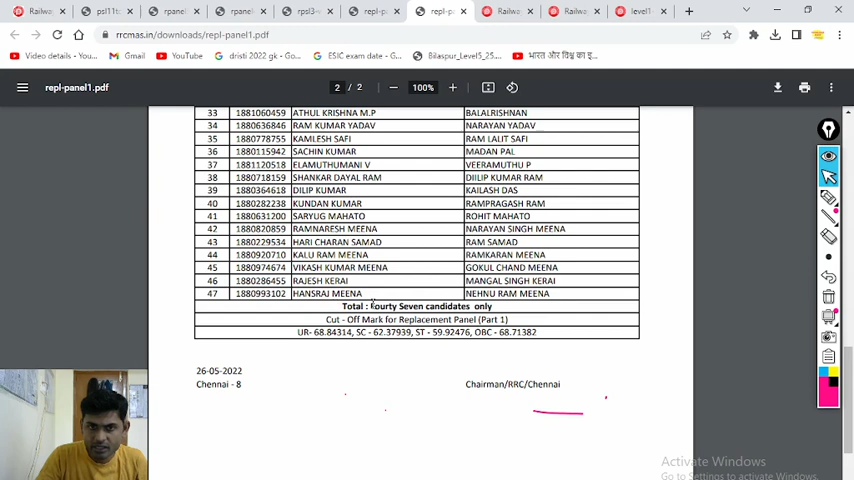 Railway
psl11to
rpanel
rpanel
rpsl3-v
repl-p
repl-p
Railway
Railway
level1-
rrcmas.in/downloads/repl-panel1.pdf
Video details - You...
Gmail
YouTube
dristi 2022 gk - Go...
ESIC exam date - G...
Bilaspur_Level5_25....
भारत और विश्व का इ...
repl-panel1.pdf
2 / 2
100%
33 1881060459 ATHUL KRISHNA M.P BALALRISHNAN
34 1880636846 RAM KUMAR YADAV NARAYAN YADAV
35 1880778755 KAMLESH SAFI RAM LALIT SAFI
36 1880115942 SACHIN KUMAR MADAN PAL
37 1881120518 ELAMUTHUMANI V VEERAMUTHU P
38 1880718159 SHANKAR DAYAL RAM DIILIP KUMAR RAM
39 1880364618 DILIP KUMAR KAILASH DAS
40 1880282238 KUNDAN KUMAR RAMPRAGASH RAM
41 1880631200 SARYUG MAHATO ROHIT MAHATO
42 1880820859 RAMNARESH MEENA NARAYAN SINGH MEENA
43 1880229534 HARI CHARAN SAMAD RAM SAMAD
44 1880920710 KALU RAM MEENA RAMKARAN MEENA
45 1880974674 VIKASH KUMAR MEENA GOKUL CHAND MEENA
46 1880286455 RAJESH KERAI MANGAL SINGH KERAI
47 1880993102 HANSRAJ MEENA NEHNU RAM MEENA
Total : Fourty Seven candidates only
Cut - Off Mark for Replacement Panel (Part 1)
UR- 68.84314, SC - 62.37939, ST - 59.92476, OBC - 68.71382
26-05-2022
Chennai - 8 Chairman/RRC/Chennai
Activate Windows
Go to Settings to activate Windows.